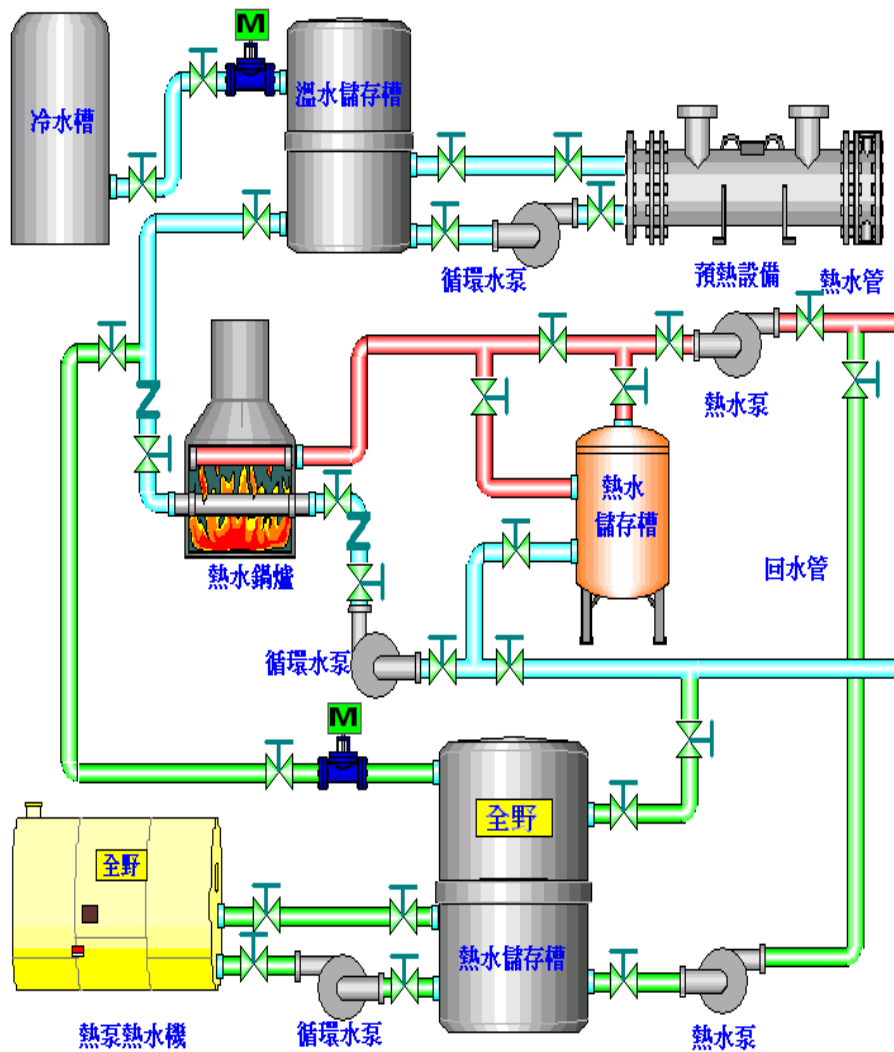 M
冷水槽
溫水儲存槽
循環水泵
預熱設備
熱水管
熱水泵
熱水
儲存槽
熱水鍋爐
回水管
循環水泵
M
全野
全野
熱水儲存槽
熱泵熱水機
循環水泵
熱水泵